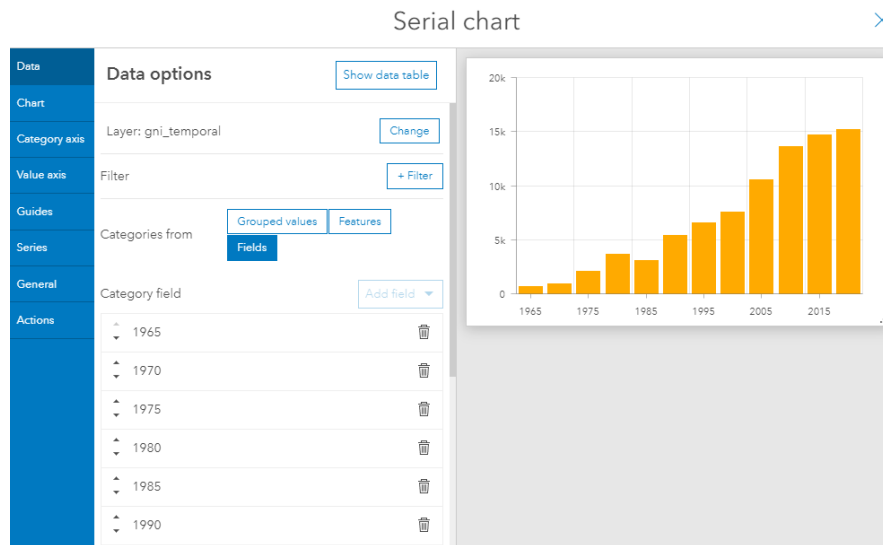 Serial chart
Data
Chart
Category axis
Value axis
Guides
Series
General
Actions
Data options
Show data table
Layer: gni_temporal
Change
Filter
+ Filter
Categories from
Grouped values
Features
Fields
Category field
Add field
1965
1970
1975
1980
1985
1990
20k
15k
10k
5k
0
1965 1975 1985 1995 2005 2015